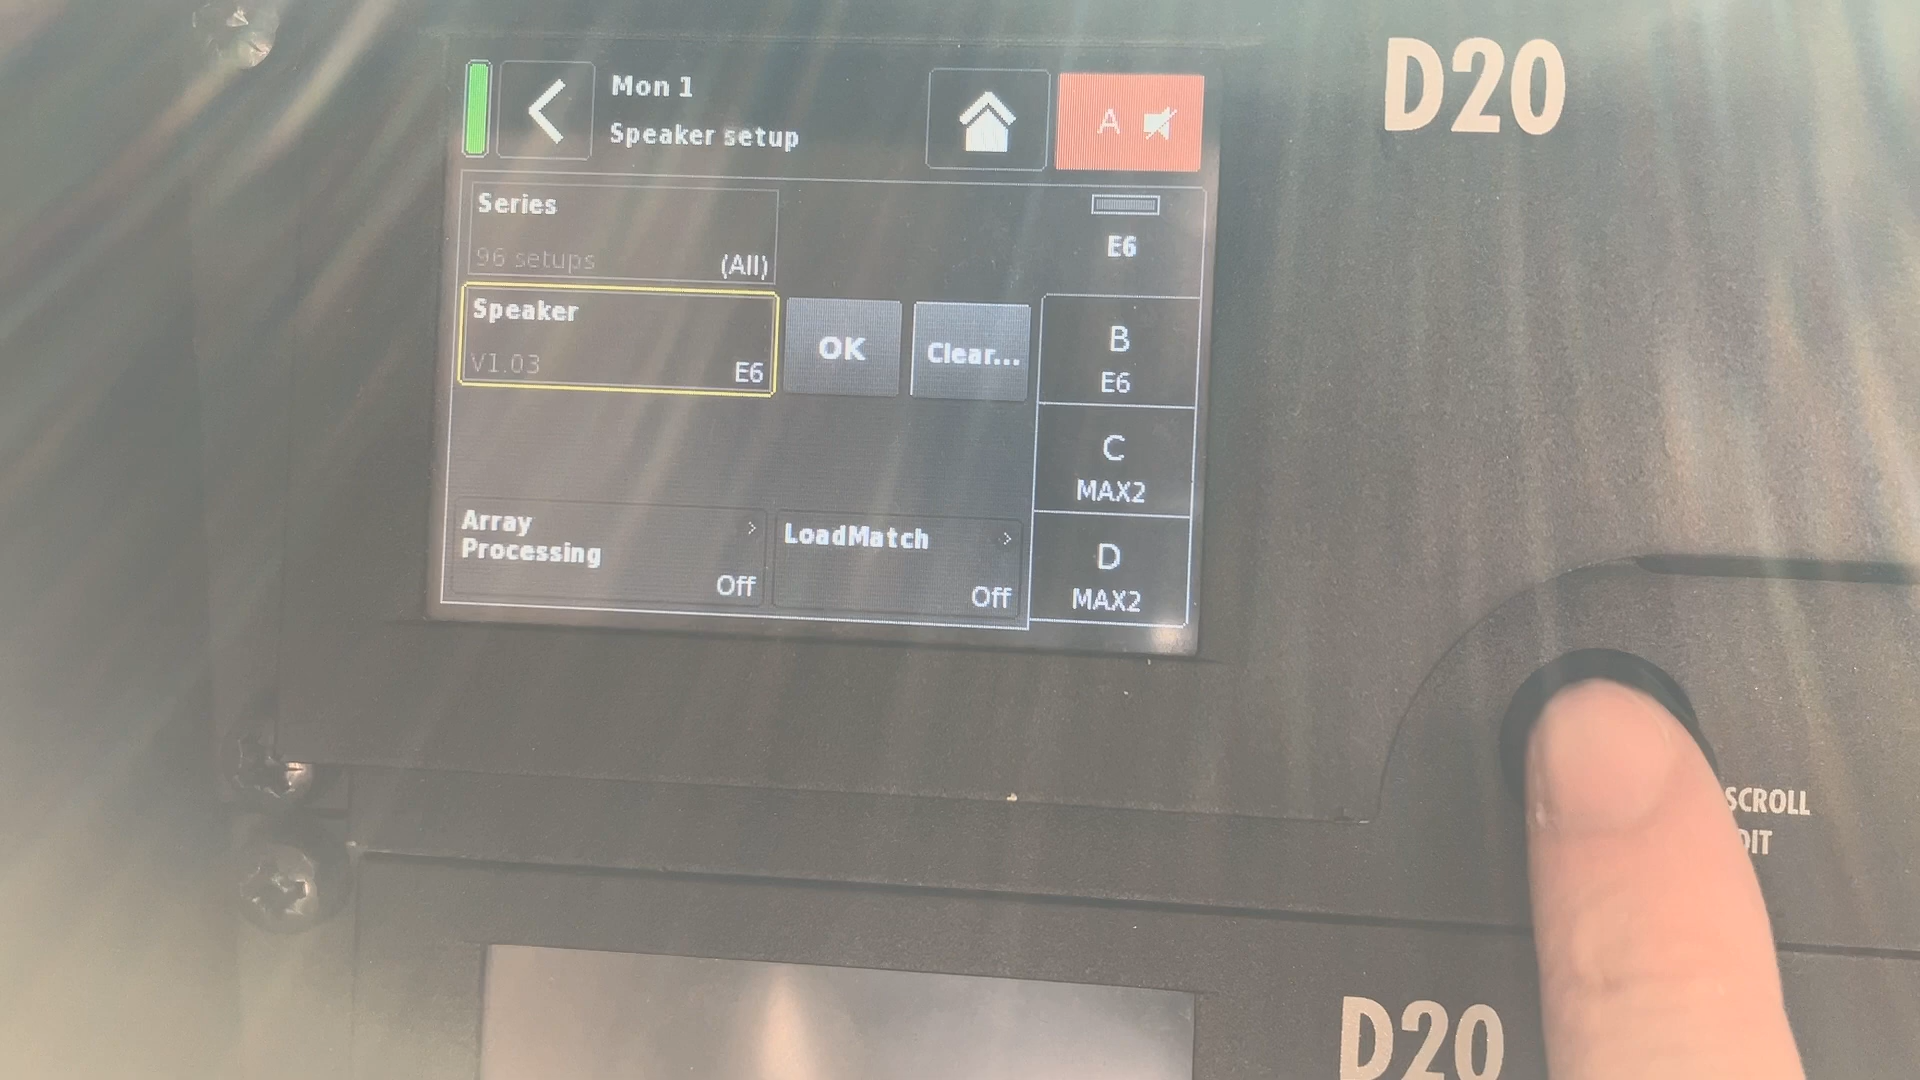 D20
Mon 1
Speaker setup
A
Series
96 setups
(All)
E6
Speaker
V1.03
E6
OK
Clear...
B
E6
C
MAX2
Array
Processing
Off
LoadMatch
Off
D
MAX2
SCROLL
D20